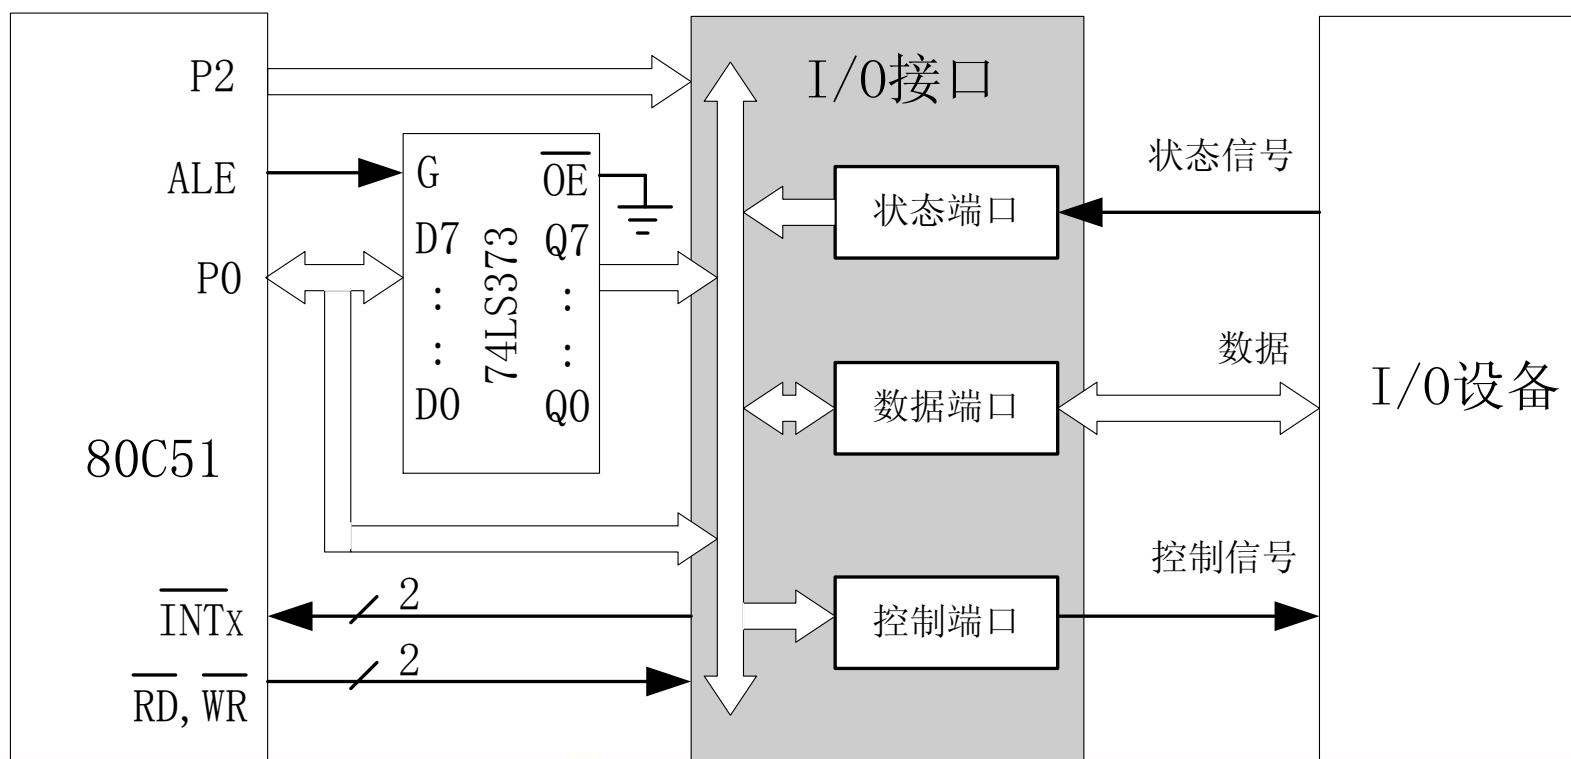 P2
ALE
P0
80C51
INTx
RD, WR
G
OE
D7
Q7
:
:
:
:
D0
Q0
74LS373
2
2
I/O接口
状态端口
数据端口
控制端口
状态信号
数据
控制信号
I/O设备